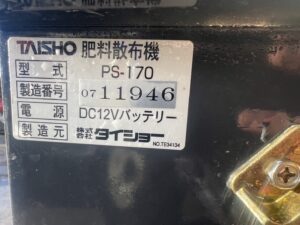 TAISHO 肥料散布機
型式 PS-170
製造番号 07 11946
電源 DC12Vバッテリー
製造元 株式会社 タイショー
NO.TE34134